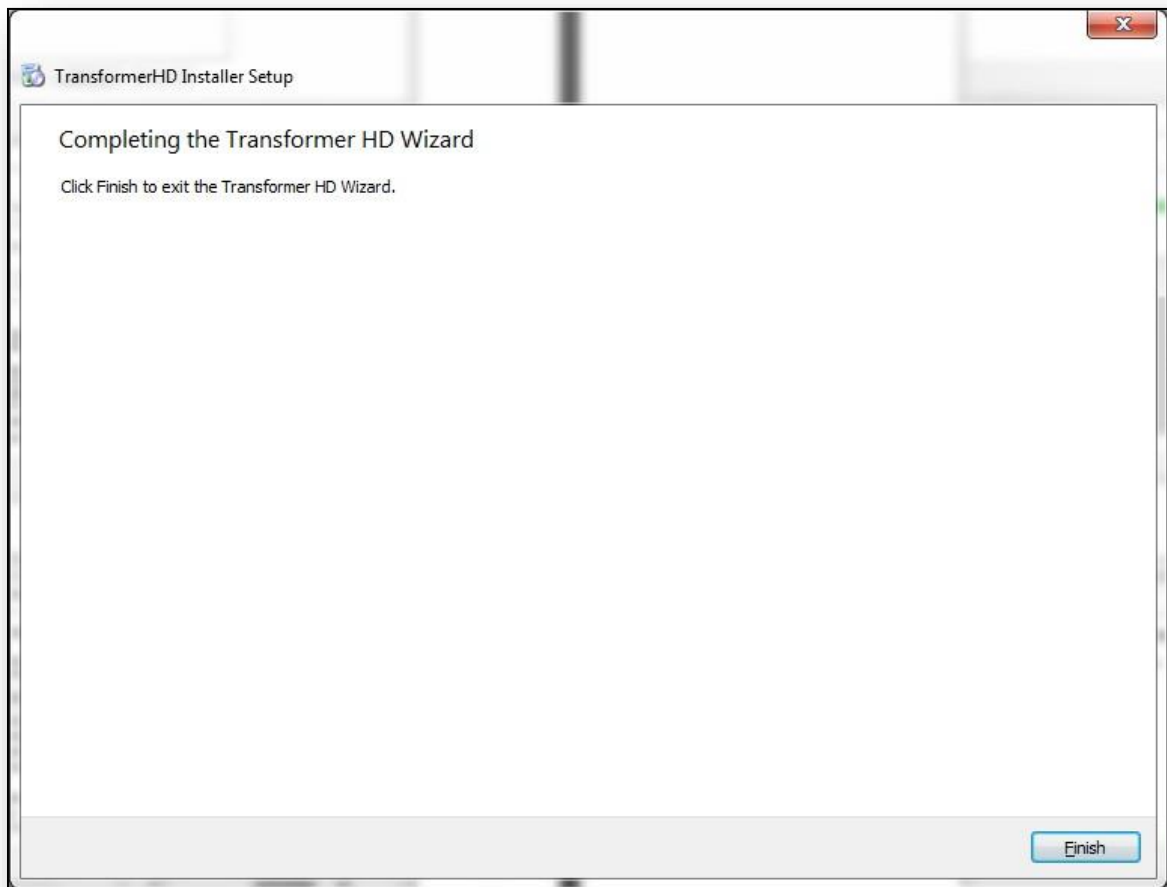 TransformerHD Installer Setup
Completing the Transformer HD Wizard
Click Finish to exit the Transformer HD Wizard.
Finish